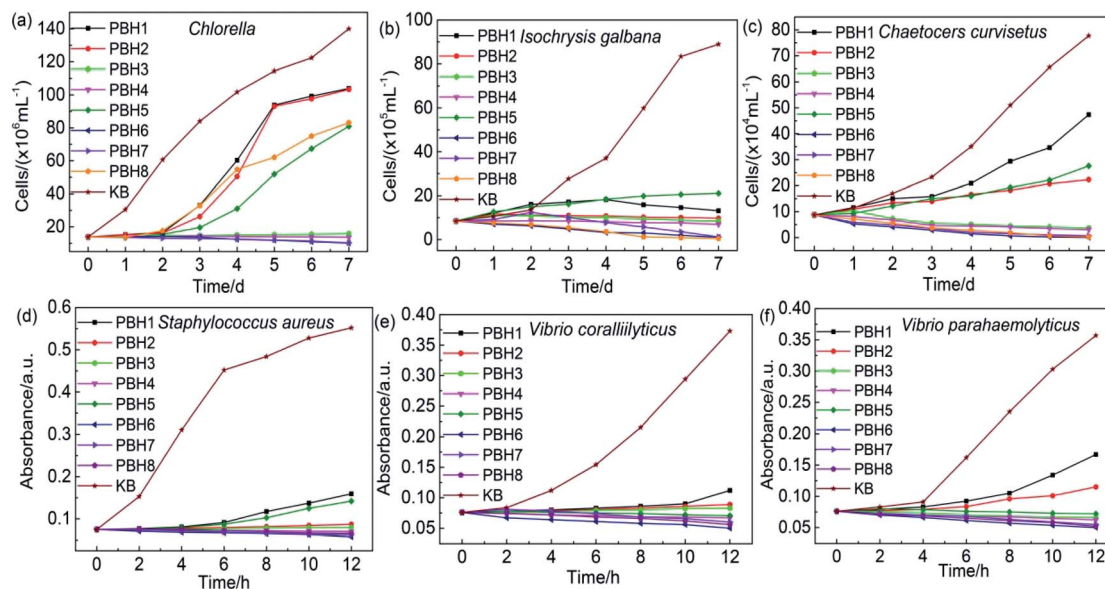 (a)
Chlorella
Cells/(x10⁶mL⁻¹)
140
120
100
80
60
40
20
PBH1
PBH2
PBH3
PBH4
PBH5
PBH6
PBH7
PBH8
KB
0 1 2 3 4 5 6 7
Time/d
(b)
Isochrysis galbana
Cells/(x10⁵mL⁻¹)
100
80
60
40
20
0
PBH1
PBH2
PBH3
PBH4
PBH5
PBH6
PBH7
PBH8
KB
0 1 2 3 4 5 6 7
Time/d
(c)
Chaetocers curvisetus
Cells/(x10⁴mL⁻¹)
80
70
60
50
40
30
20
10
0
PBH1
PBH2
PBH3
PBH4
PBH5
PBH6
PBH7
PBH8
KB
0 1 2 3 4 5 6 7
Time/d
(d)
Staphylococcus aureus
Absorbance/a.u.
0.6
0.5
0.4
0.3
0.2
0.1
PBH1
PBH2
PBH3
PBH4
PBH5
PBH6
PBH7
PBH8
KB
0 2 4 6 8 10 12
Time/h
(e)
Vibrio coralliilyticus
Absorbance/a.u.
0.40
0.35
0.30
0.25
0.20
0.15
0.10
0.05
PBH1
PBH2
PBH3
PBH4
PBH5
PBH6
PBH7
PBH8
KB
0 2 4 6 8 10 12
Time/h
(f)
Vibrio parahaemolyticus
Absorbance/a.u.
0.40
0.35
0.30
0.25
0.20
0.15
0.10
0.05
PBH1
PBH2
PBH3
PBH4
PBH5
PBH6
PBH7
PBH8
KB
0 2 4 6 8 10 12
Time/h